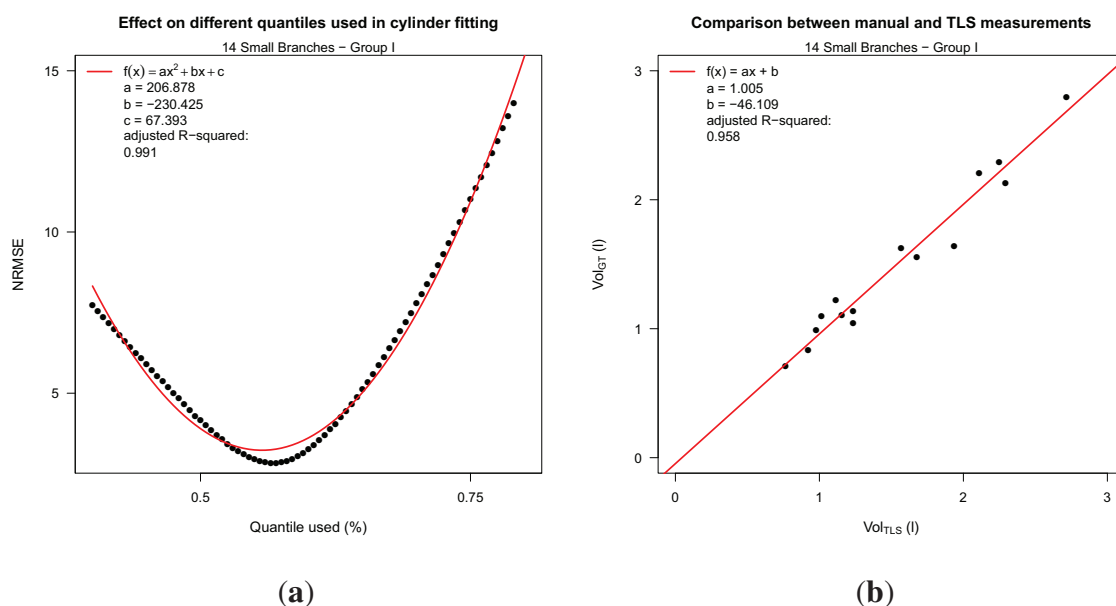 Effect on different quantiles used in cylinder fitting
14 Small Branches − Group I
f(x) = ax² + bx + c
a = 206.878
b = −230.425
c = 67.393
adjusted R−squared:
0.991
NRMSE
15
10
5
0.5
0.75
Quantile used (%)
(a)
Comparison between manual and TLS measurements
14 Small Branches − Group I
f(x) = ax + b
a = 1.005
b = −46.109
adjusted R−squared:
0.958
Vol_GT (l)
3
2
1
0
0
1
2
3
Vol_TLS (l)
(b)